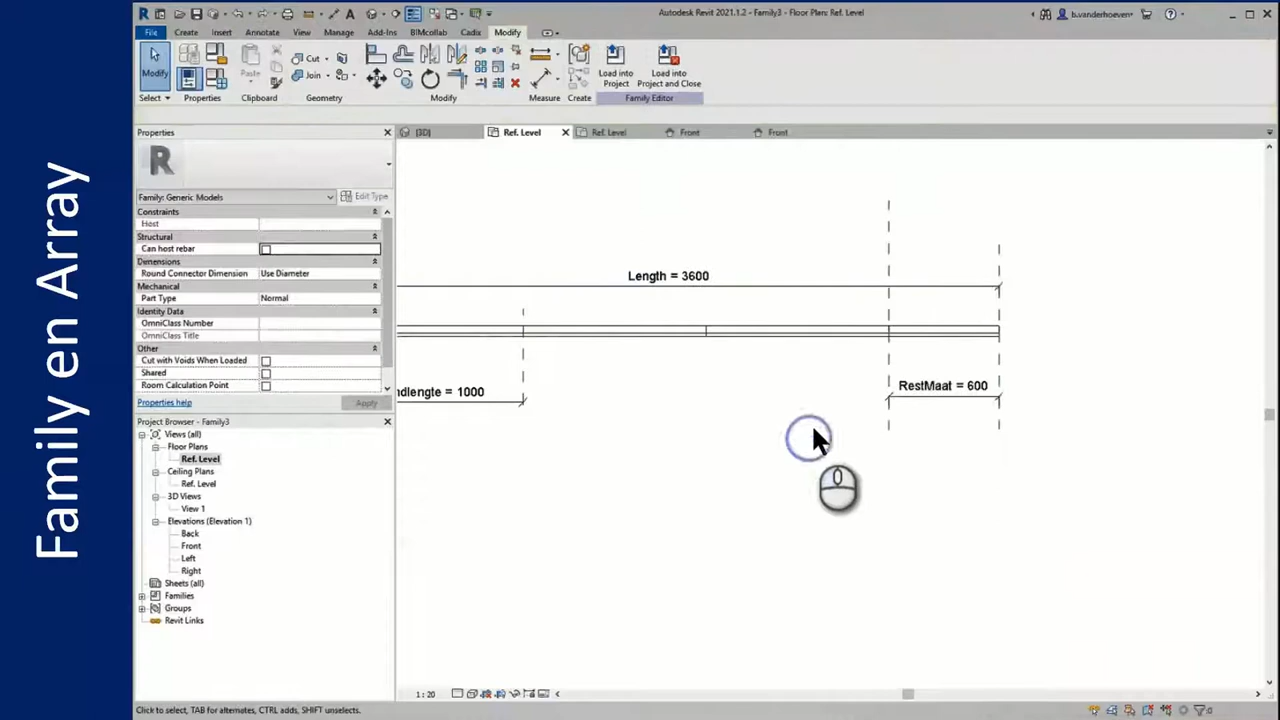 Family en Array
Autodesk Revit 2021.1.2 - Family3 - Floor Plan: Ref. Level
b.vanderhoeven
File Create Insert Annotate View Manage Add-Ins BIMcollab Cadix Modify
Modify
Paste
Cut
Join
Load into
Project
Load into
Project and Close
Select Properties Clipboard Geometry Modify Measure Create Family Editor
Properties
(3D) Ref. Level Ref. Level Front Front
Family: Generic Models Edit Type
Constraints
Host
Structural
Can host rebar
Dimensions
Round Connector Dimension Use Diameter
Mechanical
Part Type Normal
Identity Data
OmniClass Number
OmniClass Title
Other
Cut with Voids When Loaded
Shared
Room Calculation Point
Properties help Apply
Project Browser - Family3
Views (all)
Floor Plans
Ref. Level
Ceiling Plans
Ref. Level
3D Views
View 1
Elevations (Elevation 1)
Back
Front
Left
Right
Sheets (all)
Families
Groups
Revit Links
Length = 3600
ndlengte = 1000
RestMaat = 600
1 : 20
Click to select, TAB for alternates, CTRL adds, SHIFT unselects.
:0